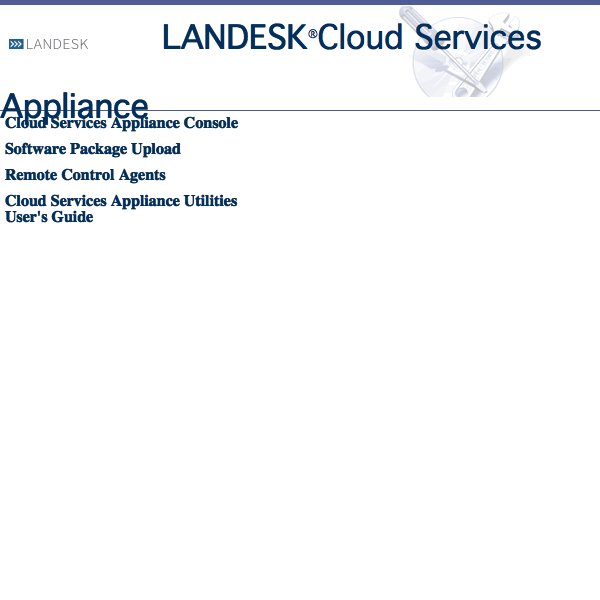 LANDESK
LANDESK®Cloud Services
Appliance
Cloud Services Appliance Console
Software Package Upload
Remote Control Agents
Cloud Services Appliance Utilities
User's Guide